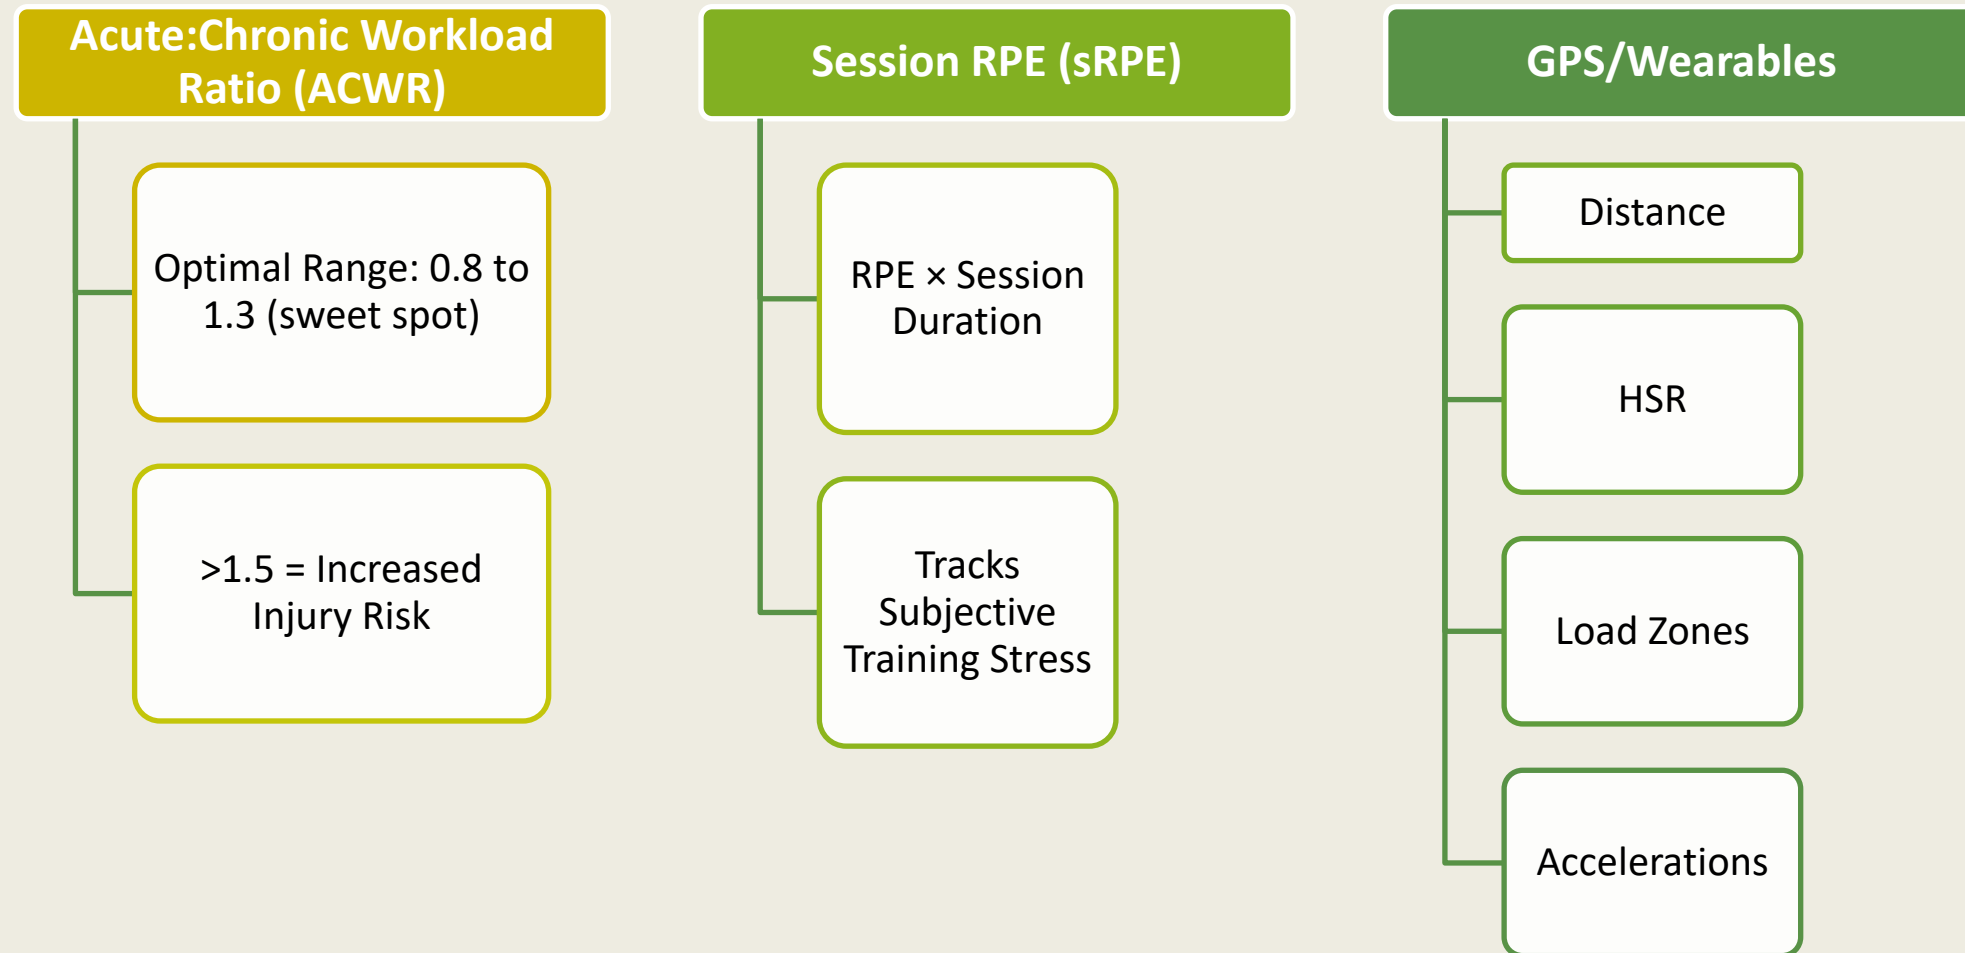 Acute:Chronic Workload
Ratio (ACWR)
Optimal Range: 0.8 to
1.3 (sweet spot)
>1.5 = Increased
Injury Risk
Session RPE (sRPE)
RPE × Session
Duration
Tracks
Subjective
Training Stress
GPS/Wearables
Distance
HSR
Load Zones
Accelerations